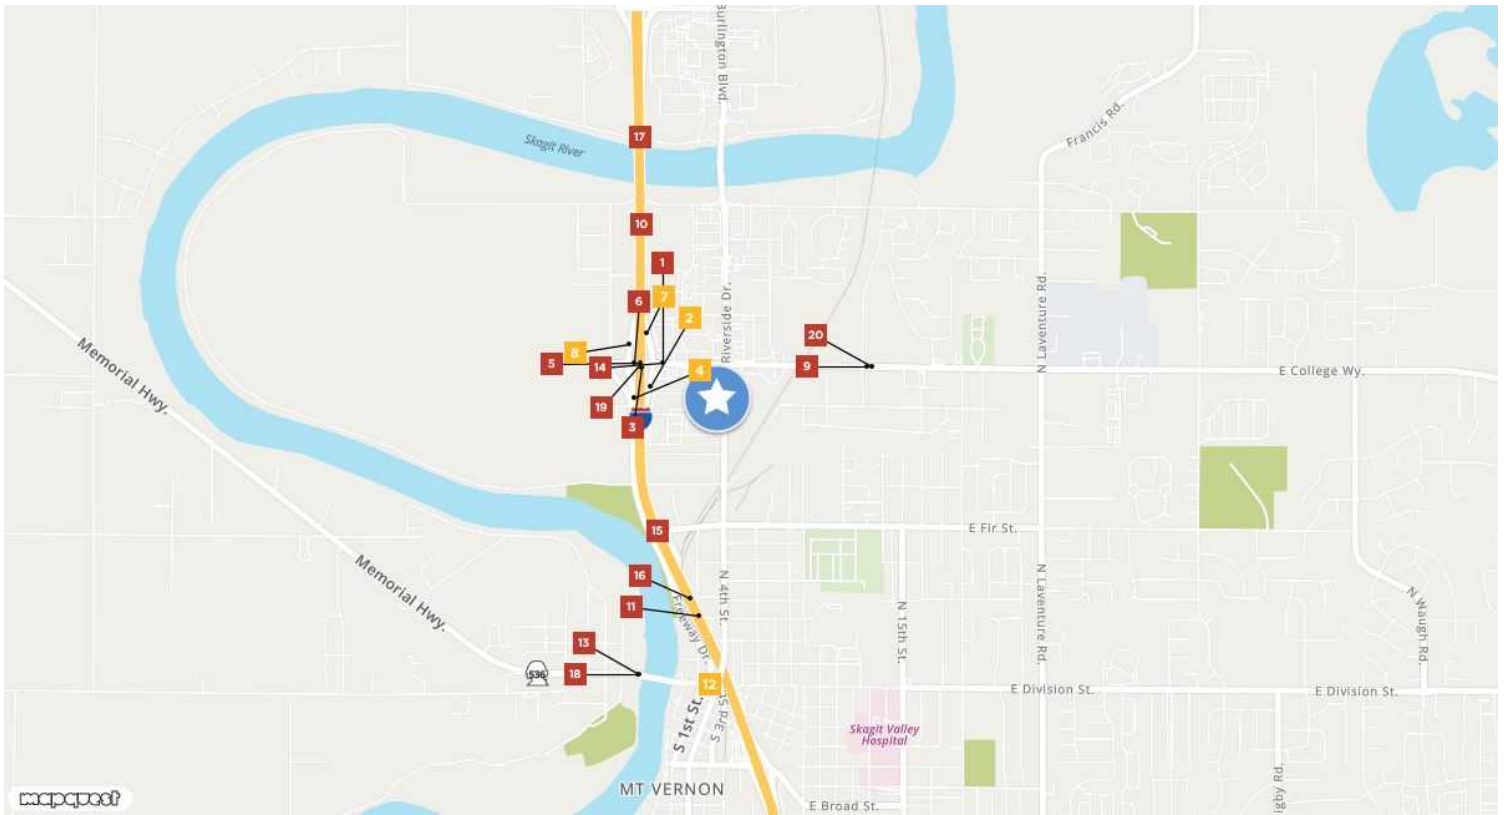 Burlington Blvd.
17
Skagit River
Francis Rd.
10
1
6
7
2
Riverside Dr.
N Laventure Rd.
20
8
5
14
4
9
E College Wy.
Memorial Hwy.
19
3
15
E Fir St.
16
N 4th St.
Memorial Hwy.
11
Freeway Dr.
N 15th St.
N Laventure Rd.
N Waugh Rd.
13
536
18
12
E Division St.
E Division St.
S 1st St.
S 3rd St.
Skagit Valley
Hospital
MT VERNON
igby Rd.
mapquest
E Broad St.